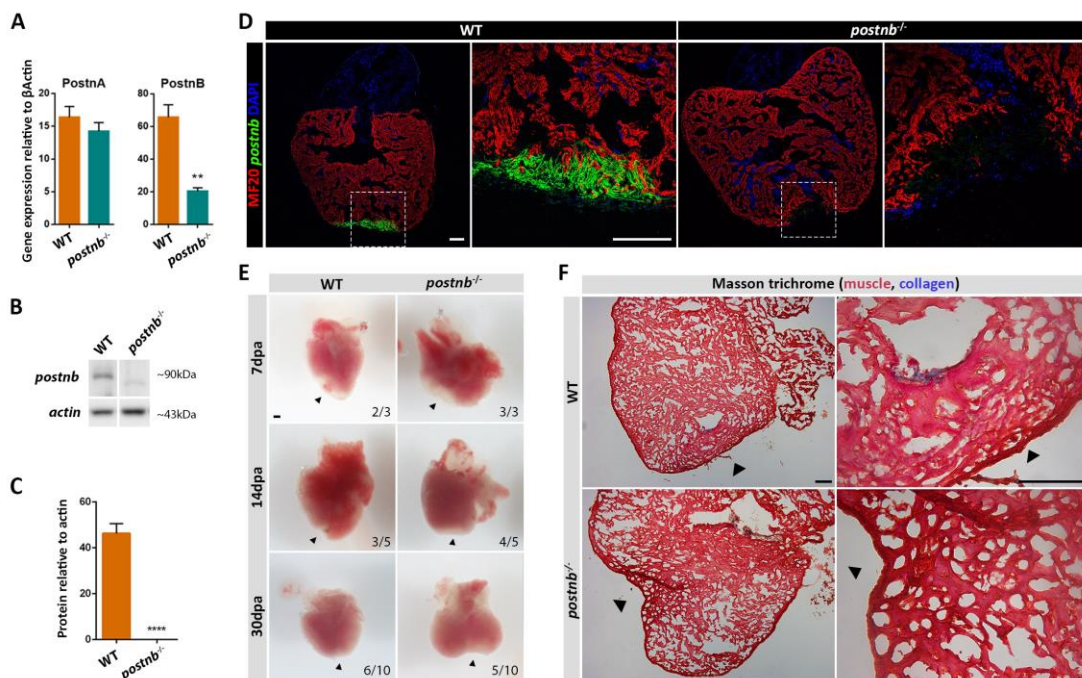 A
PostnA
PostnB
Gene expression relative to βActin
20
15
10
5
0
80
60
40
20
0
**
WT
postnb-/-
WT
postnb-/-
B
WT
postnb-/-
postnb
~90kDa
actin
~43kDa
C
Protein relative to actin
60
40
20
0
****
WT
postnb-/-
D
WT
postnb-/-
MF20 postnb DAPI
E
WT
postnb-/-
7dpa
2/3
3/3
14dpa
3/5
4/5
30dpa
6/10
5/10
F
Masson trichrome (muscle, collagen)
WT
postnb-/-